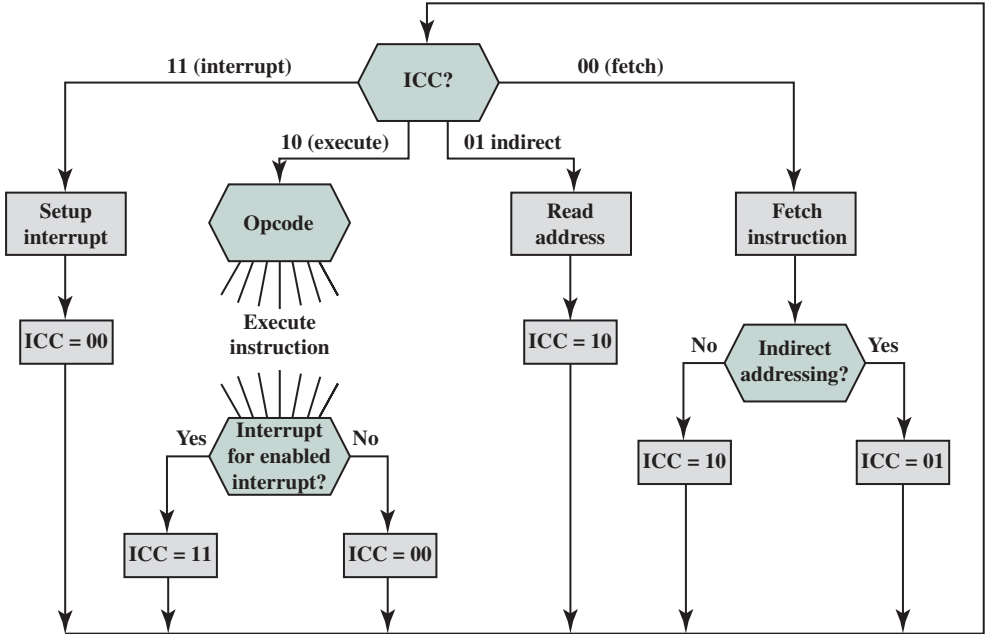 ICC?
11 (interrupt)
00 (fetch)
10 (execute)
01 indirect
Setup
interrupt
Opcode
Read
address
Fetch
instruction
ICC = 00
Execute
instruction
ICC = 10
No
Indirect
addressing?
Yes
Yes
Interrupt
for enabled
interrupt?
No
ICC = 10
ICC = 01
ICC = 11
ICC = 00